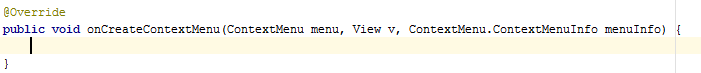 @Override
public void onCreateContextMenu(ContextMenu menu, View v, ContextMenu.ContextMenuInfo menuInfo) {
}